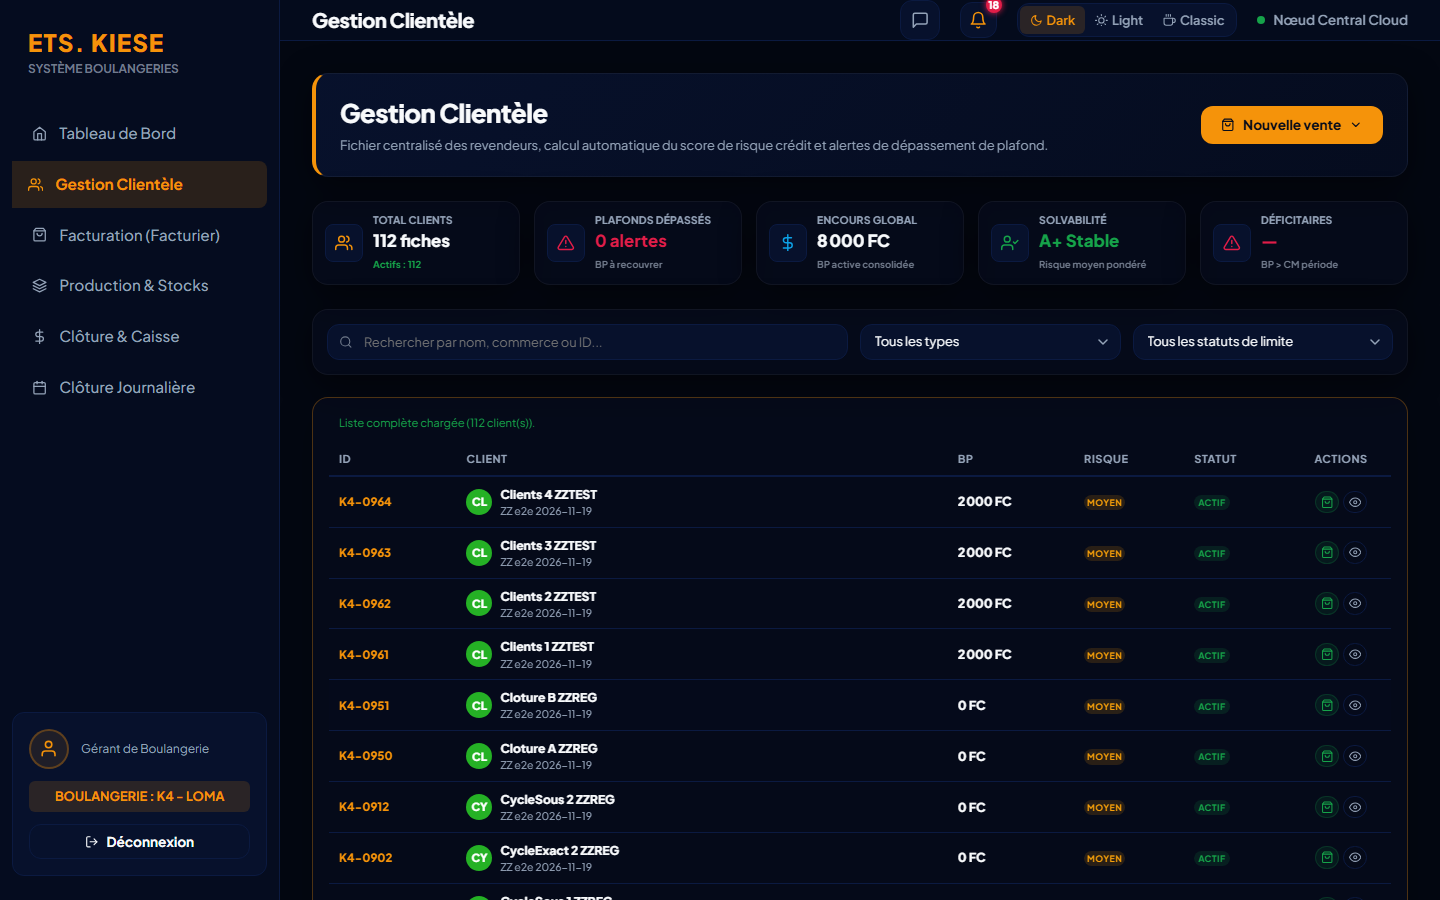 ETS. KIESE
SYSTÈME BOULANGERIES
Tableau de Bord
Gestion Clientèle
Facturation (Facturier)
Production & Stocks
Clôture & Caisse
Clôture Journalière
Gérant de Boulangerie
BOULANGERIE : K4 - LOMA
Déconnexion
Gestion Clientèle
18
Dark
Light
Classic
Nœud Central Cloud
Gestion Clientèle
Fichier centralisé des revendeurs, calcul automatique du score de risque crédit et alertes de dépassement de plafond.
Nouvelle vente
TOTAL CLIENTS
112 fiches
Actifs : 112
PLAFONDS DÉPASSÉS
0 alertes
BP à recouvrer
ENCOURS GLOBAL
8 000 FC
BP active consolidée
SOLVABILITÉ
A+ Stable
Risque moyen pondéré
DÉFICITAIRES
—
BP > CM période
Rechercher par nom, commerce ou ID...
Tous les types
Tous les statuts de limite
Liste complète chargée (112 client(s)).
ID CLIENT BP RISQUE STATUT ACTIONS
K4-0964 CL Clients 4 ZZTEST 2 000 FC MOYEN ACTIF
ZZ e2e 2026-11-19
K4-0963 CL Clients 3 ZZTEST 2 000 FC MOYEN ACTIF
ZZ e2e 2026-11-19
K4-0962 CL Clients 2 ZZTEST 2 000 FC MOYEN ACTIF
ZZ e2e 2026-11-19
K4-0961 CL Clients 1 ZZTEST 2 000 FC MOYEN ACTIF
ZZ e2e 2026-11-19
K4-0951 CL Cloture B ZZREG 0 FC MOYEN ACTIF
ZZ e2e 2026-11-19
K4-0950 CL Cloture A ZZREG 0 FC MOYEN ACTIF
ZZ e2e 2026-11-19
K4-0912 CY CycleSous 2 ZZREG 0 FC MOYEN ACTIF
ZZ e2e 2026-11-19
K4-0902 CY CycleExact 2 ZZREG 0 FC MOYEN ACTIF
ZZ e2e 2026-11-19